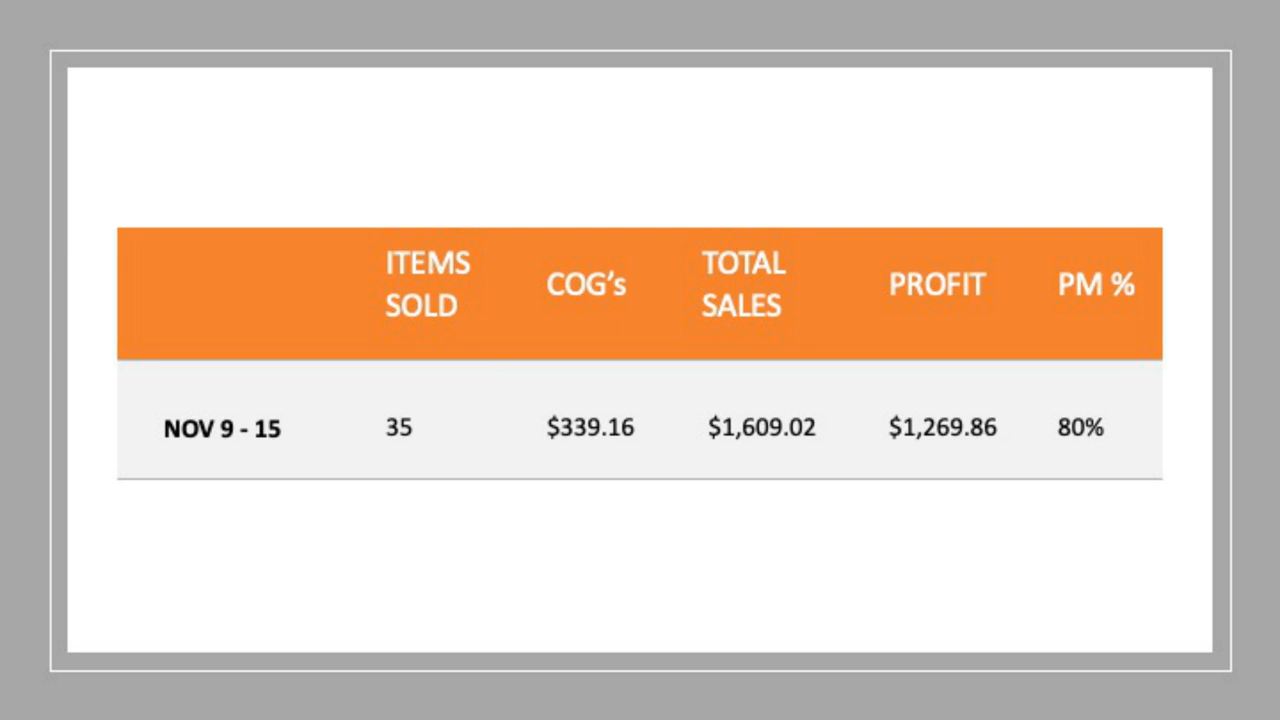 ITEMS SOLD COG's TOTAL SALES PROFIT PM %
NOV 9 - 15 35 $339.16 $1,609.02 $1,269.86 80%